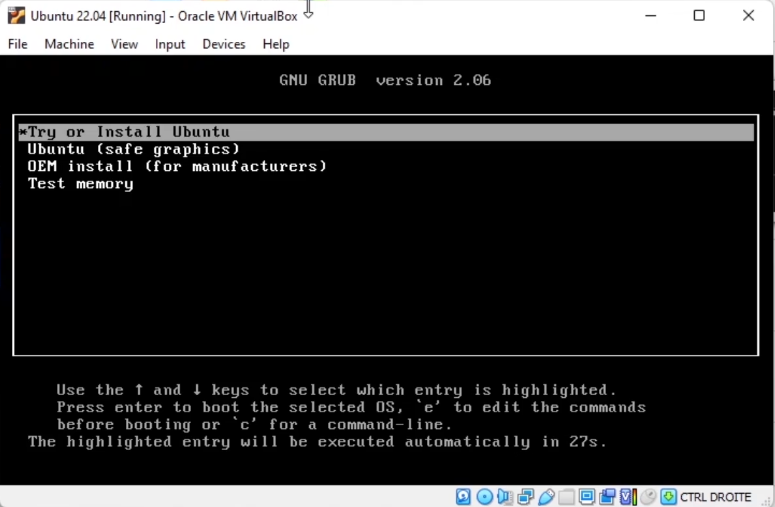 Ubuntu 22.04 [Running] - Oracle VM VirtualBox
File Machine View Input Devices Help
GNU GRUB version 2.06
*Try or Install Ubuntu
Ubuntu (safe graphics)
OEM install (for manufacturers)
Test memory
Use the ↑ and ↓ keys to select which entry is highlighted.
Press enter to boot the selected OS, `e' to edit the commands
before booting or `c' for a command-line.
The highlighted entry will be executed automatically in 27s.
CTRL DROITE